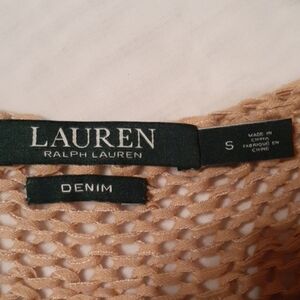 LAUREN
RALPH LAUREN
DENIM
S
MADE IN
CHINA
FABRIQUÉ EN
CHINE